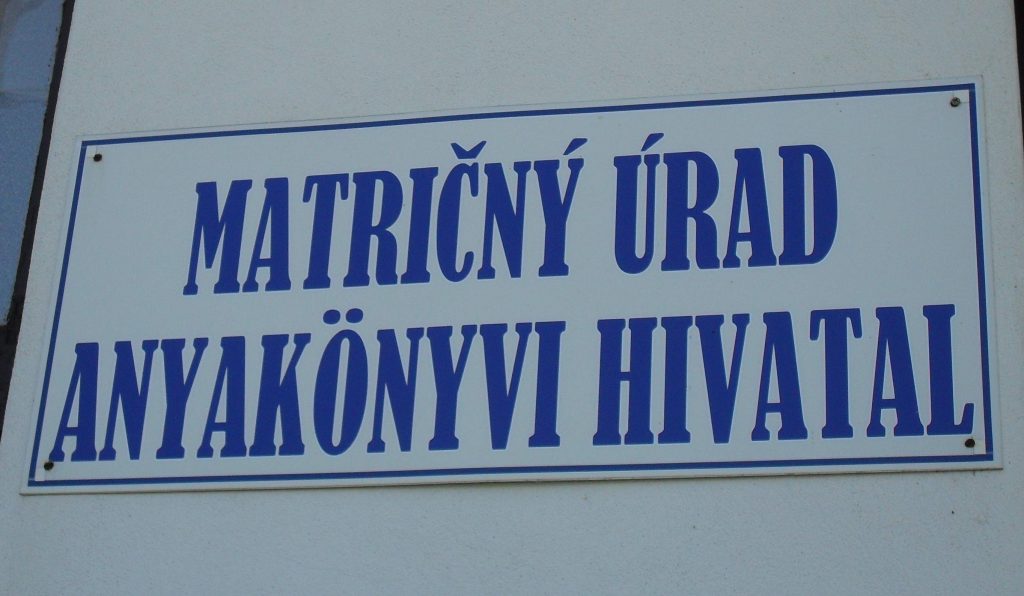 MATRIČNÝ ÚRAD
ANYAKÖNYVI HIVATAL